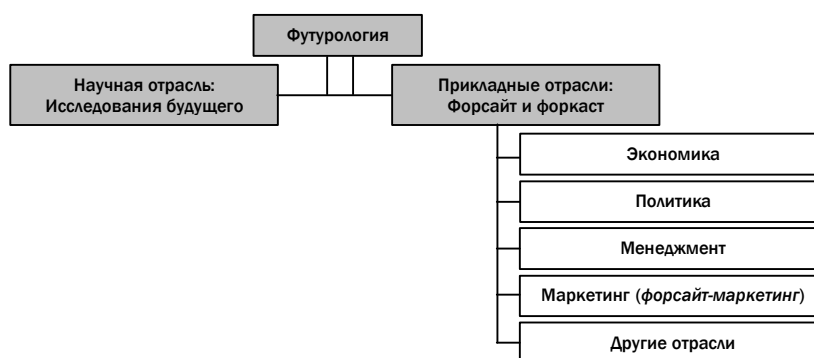 Футурология
Научная отрасль:
Исследования будущего
Прикладные отрасли:
Форсайт и форкаст
Экономика
Политика
Менеджмент
Маркетинг (форсайт-маркетинг)
Другие отрасли